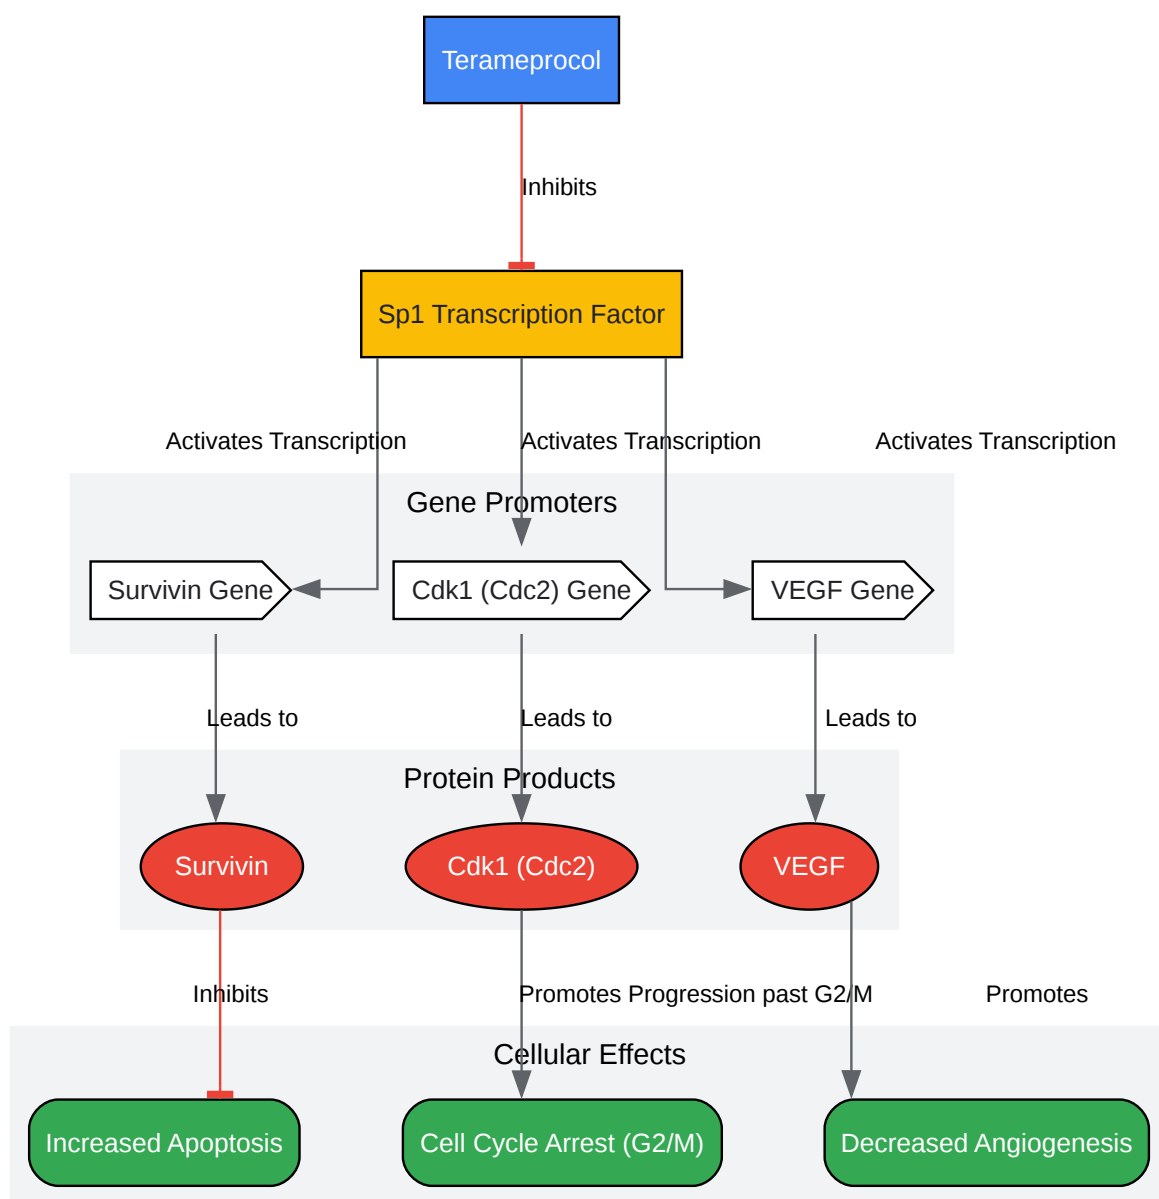 Terameprocol
Inhibits
Sp1 Transcription Factor
Activates Transcription
Activates Transcription
Activates Transcription
Gene Promoters
Survivin Gene
Cdk1 (Cdc2) Gene
VEGF Gene
Leads to
Leads to
Leads to
Protein Products
Survivin
Cdk1 (Cdc2)
VEGF
Inhibits
Promotes Progression past G2/M
Promotes
Cellular Effects
Increased Apoptosis
Cell Cycle Arrest (G2/M)
Decreased Angiogenesis